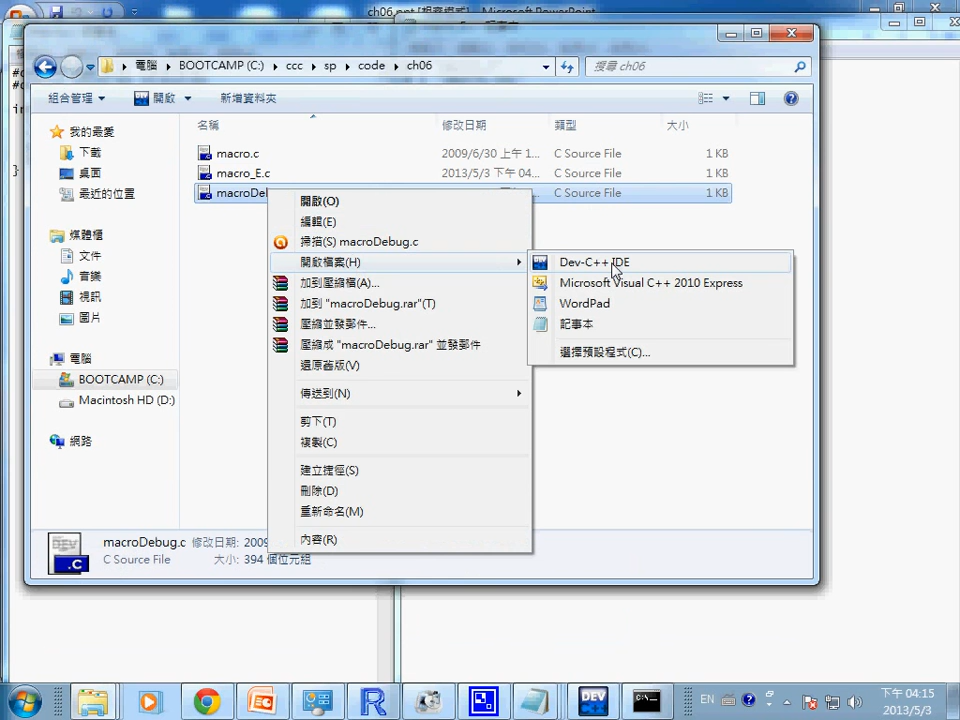 ch06.ppt [相容模式] - Microsoft PowerPoint
電腦 BOOTCAMP (C:) ccc sp code ch06
搜尋 ch06
組合管理 開啟 新增資料夾
名稱 修改日期 類型 大小
我的最愛
下載
桌面
最近的位置
媒體櫃
文件
音樂
視訊
圖片
電腦
BOOTCAMP (C:)
Macintosh HD (D:)
網路
macro.c 2009/6/30 上午 1... C Source File 1 KB
macro_E.c 2013/5/3 下午 04... C Source File 1 KB
macroDe C Source File 1 KB
開啟(O)
編輯(E)
掃描(S) macroDebug.c
開啟檔案(H)
加到壓縮檔(A)...
加到 "macroDebug.rar"(T)
壓縮並發郵件...
壓縮成 "macroDebug.rar" 並發郵件
還原舊版(V)
傳送到(N)
剪下(T)
複製(C)
建立捷徑(S)
刪除(D)
重新命名(M)
內容(R)
Dev-C++ IDE
Microsoft Visual C++ 2010 Express
WordPad
記事本
選擇預設程式(C)...
macroDebug.c 修改日期: 200
C Source File 大小: 394 個位元組
DEV
.C
DEV
EN
下午 04:15
2013/5/3